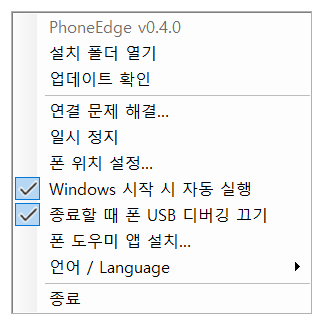 PhoneEdge v0.4.0
설치 폴더 열기
업데이트 확인
연결 문제 해결...
일시 정지
폰 위치 설정...
Windows 시작 시 자동 실행
종료할 때 폰 USB 디버깅 끄기
폰 도우미 앱 설치...
언어 / Language
종료